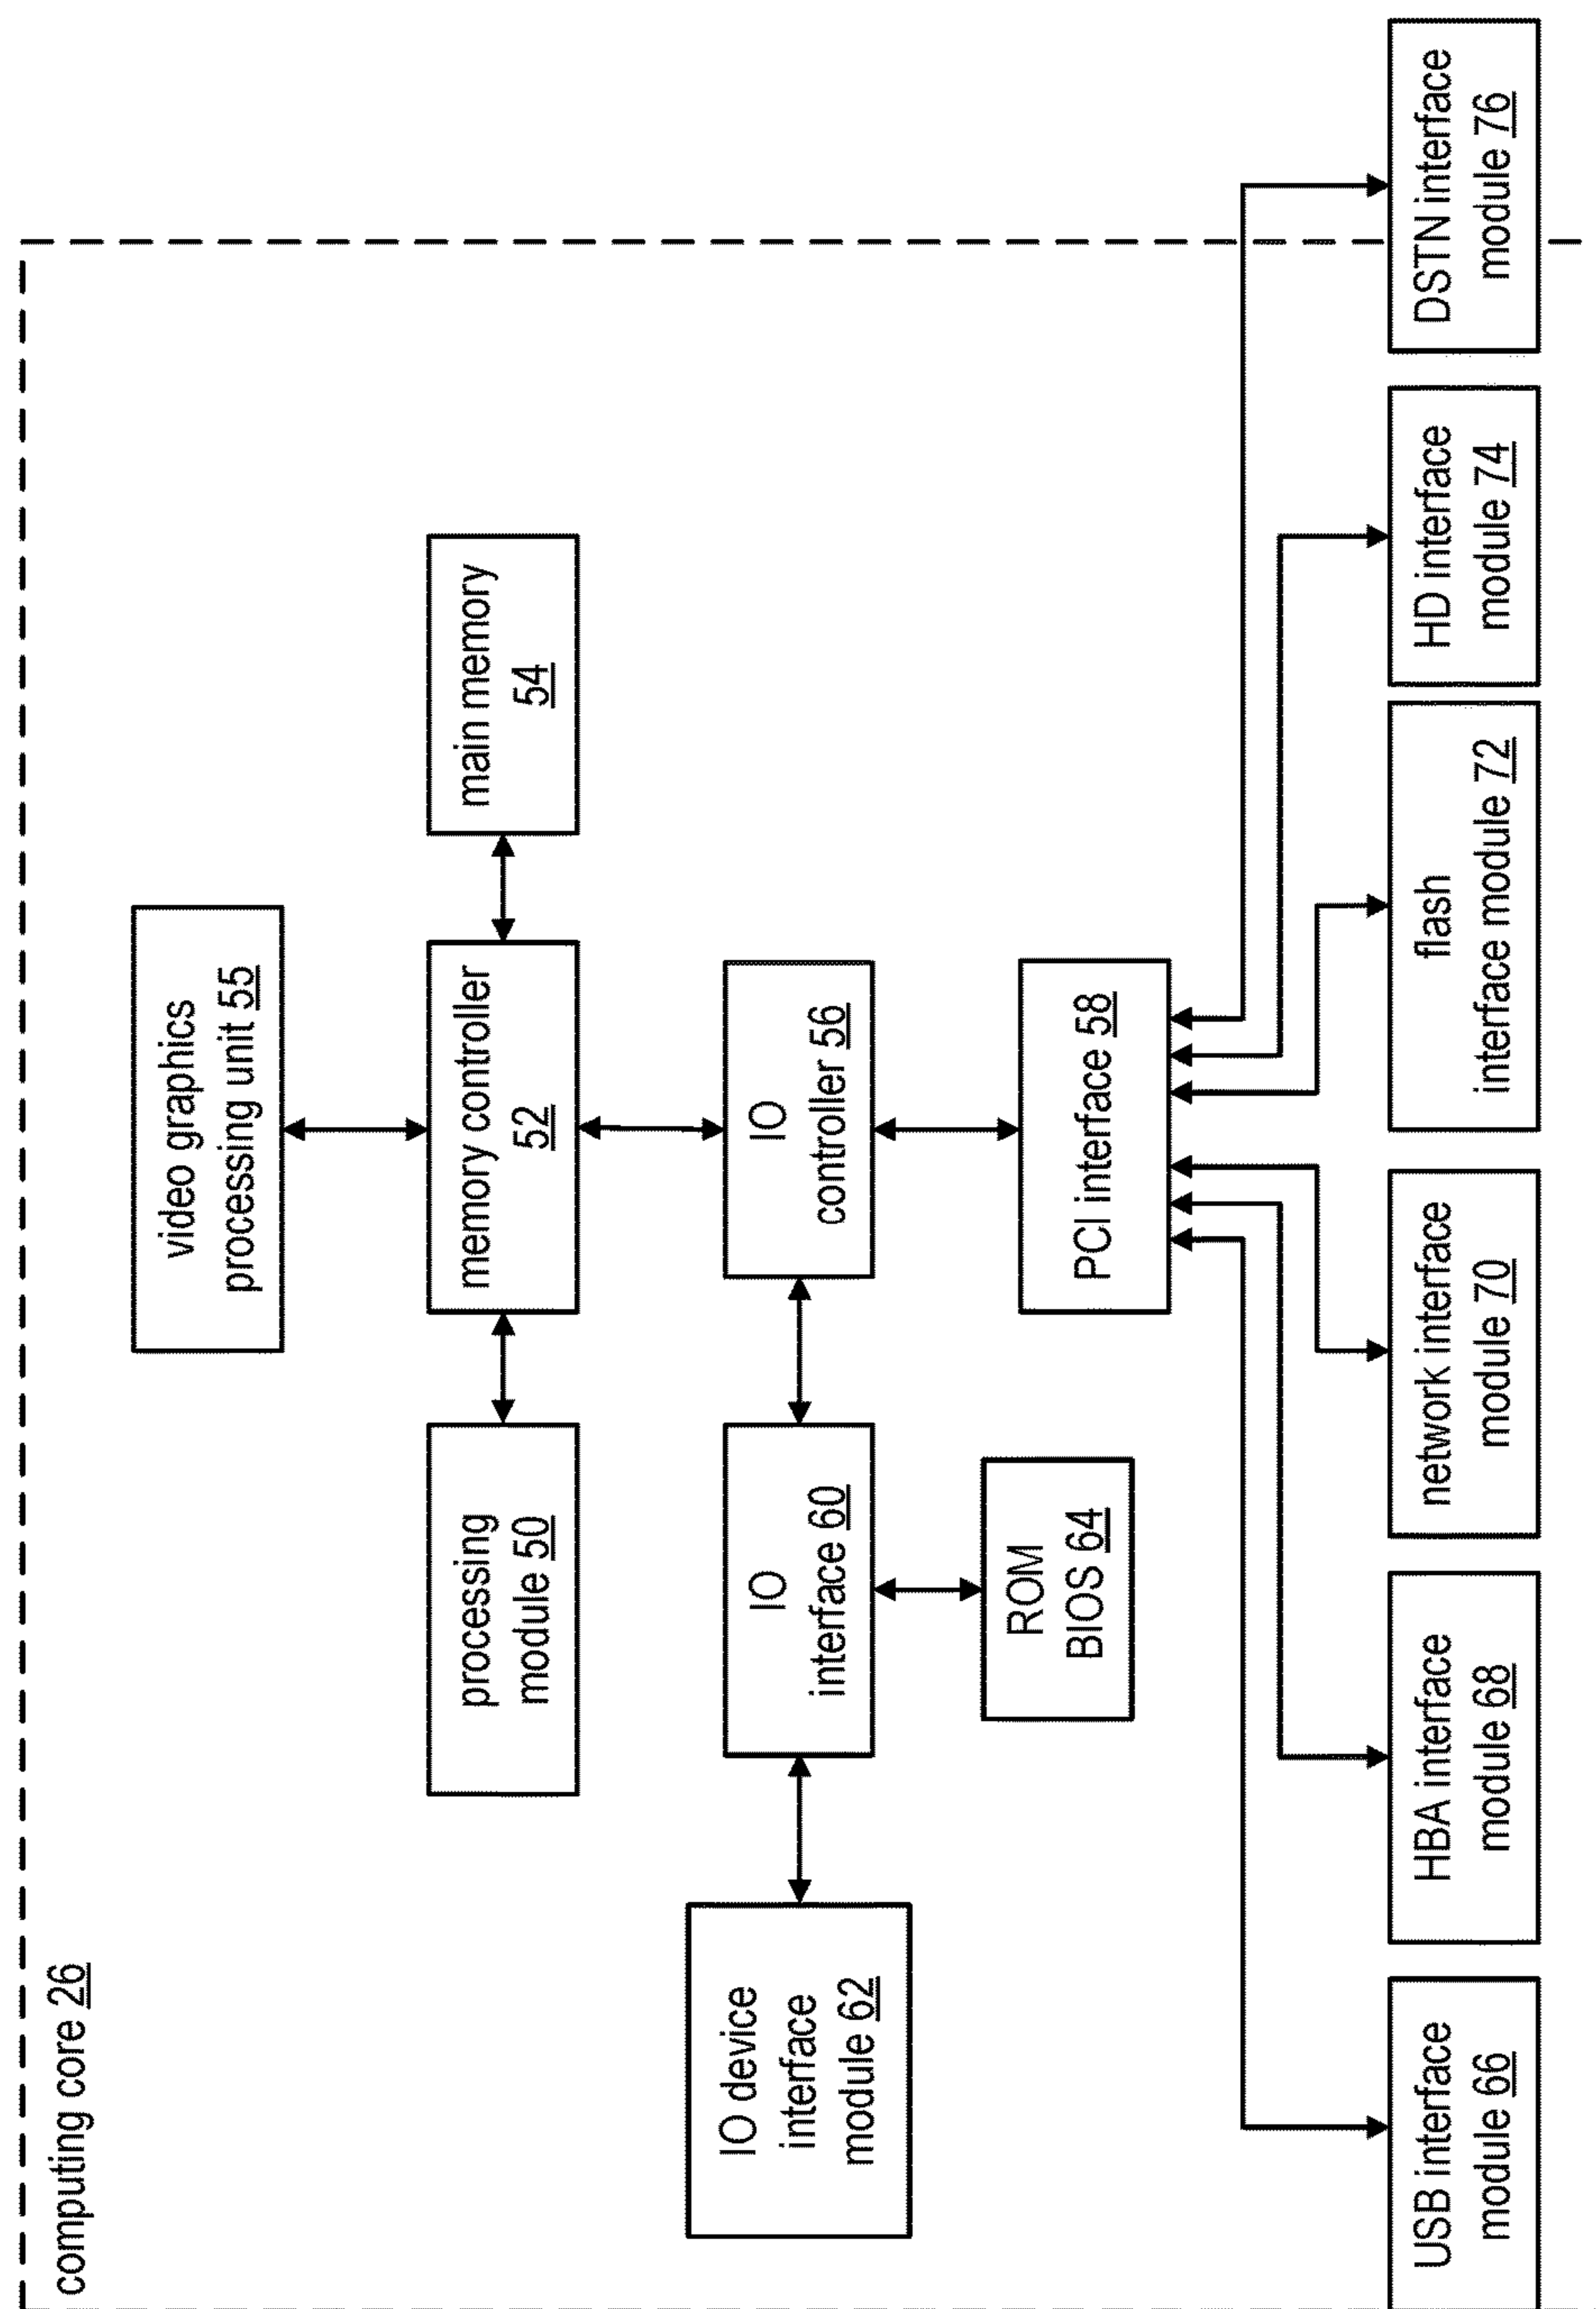 computing core 26
video graphics
processing unit 55
processing
module 50
memory controller
52
main memory
54
IO device
interface
module 62
IO
interface 60
IO
controller 56
ROM
BIOS 64
PCI interface 58
USB interface
module 66
HBA interface
module 68
network interface
module 70
flash
interface module 72
HD interface
module 74
DSTN interface
module 76